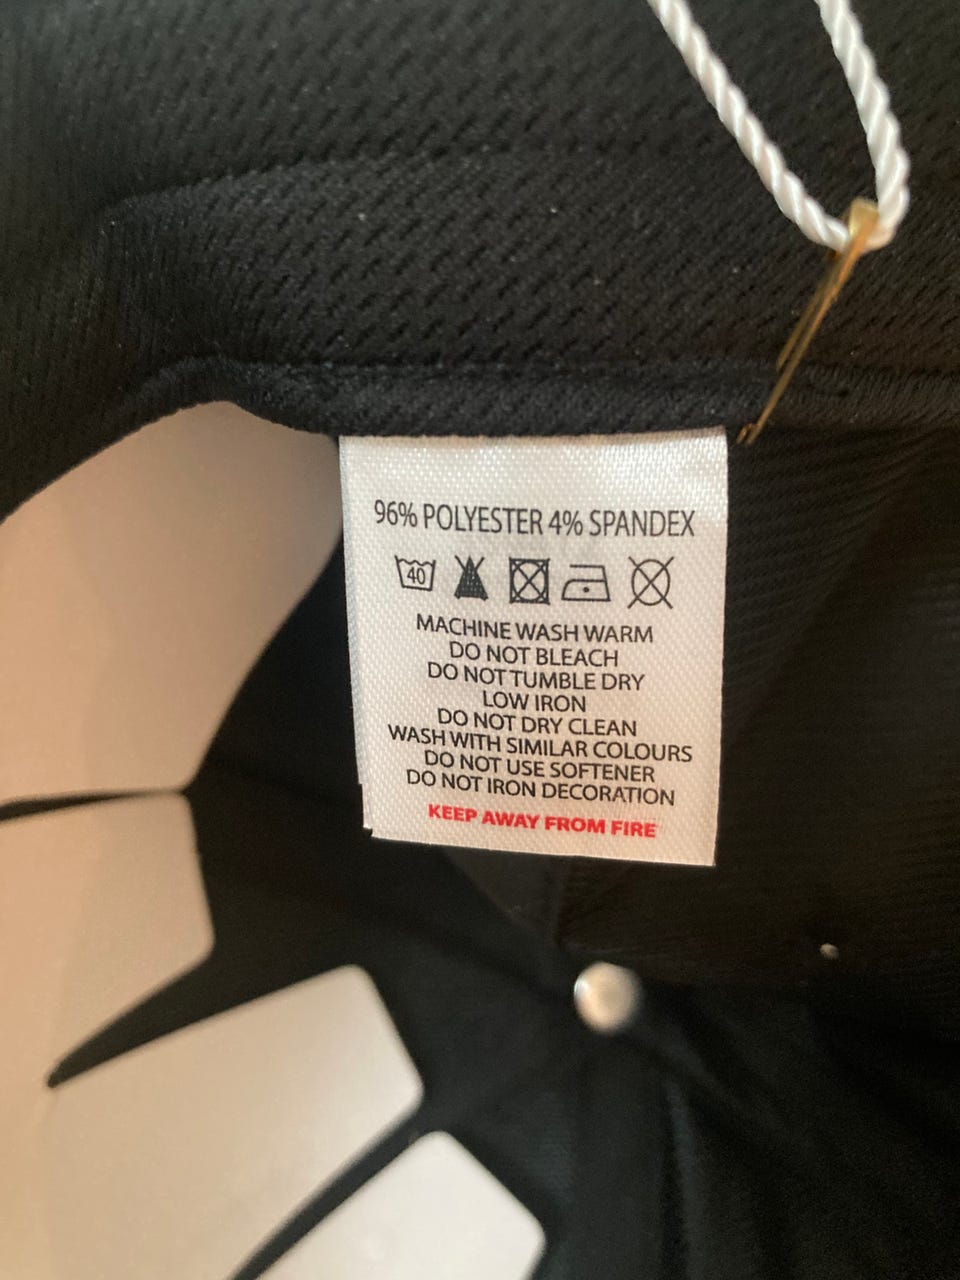 96% POLYESTER 4% SPANDEX
40
MACHINE WASH WARM
DO NOT BLEACH
DO NOT TUMBLE DRY
LOW IRON
DO NOT DRY CLEAN
WASH WITH SIMILAR COLOURS
DO NOT USE SOFTENER
DO NOT IRON DECORATION
KEEP AWAY FROM FIRE